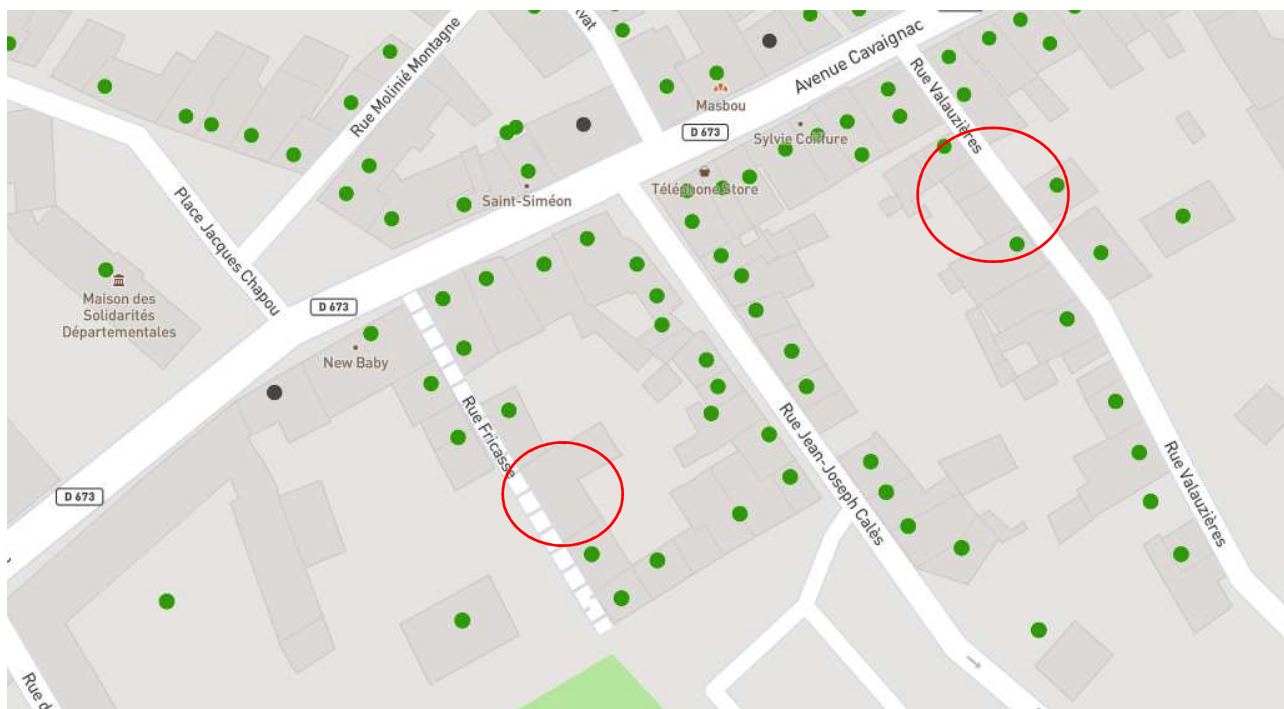 Rue Molinié Montagne
Avenue Cavaignac
Masbou
D 673
Sylvie Coiffure
Rue Valauzières
Téléphone Store
Saint-Siméon
Place Jacques Chapou
Maison des
Solidarités
Départementales
D 673
New Baby
Rue Fricasse
Rue Jean-Joseph Calès
D 673
Rue Valauzières